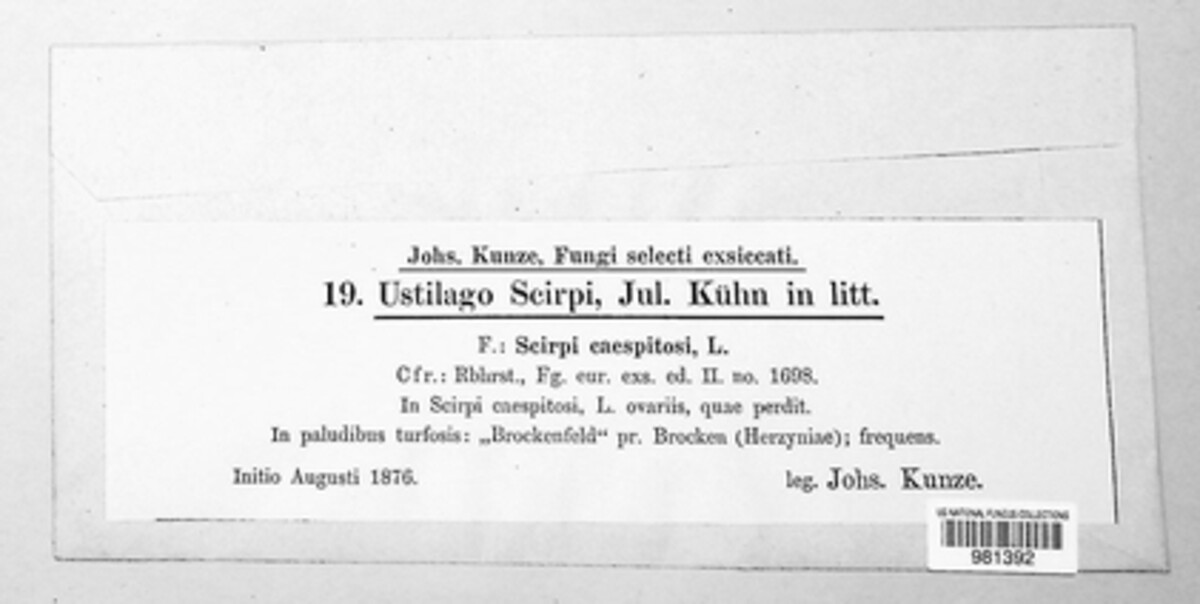 Johs. Kunze, Fungi selecti exsiccati.
19. Ustilago Scirpi, Jul. Kühn in litt.
F.: Scirpi caespitosi, L.
Cfr.: Rbhrst., Fg. eur. exs. ed. II. no. 1698.
In Scirpi caespitosi, L. ovariis, quae perdit.
In paludibus turfosis: „Brockenfeld“ pr. Brocken (Herzyniae); frequens.
Initio Augusti 1876. leg. Johs. Kunze.
US NATIONAL FUNGUS COLLECTIONS
981392